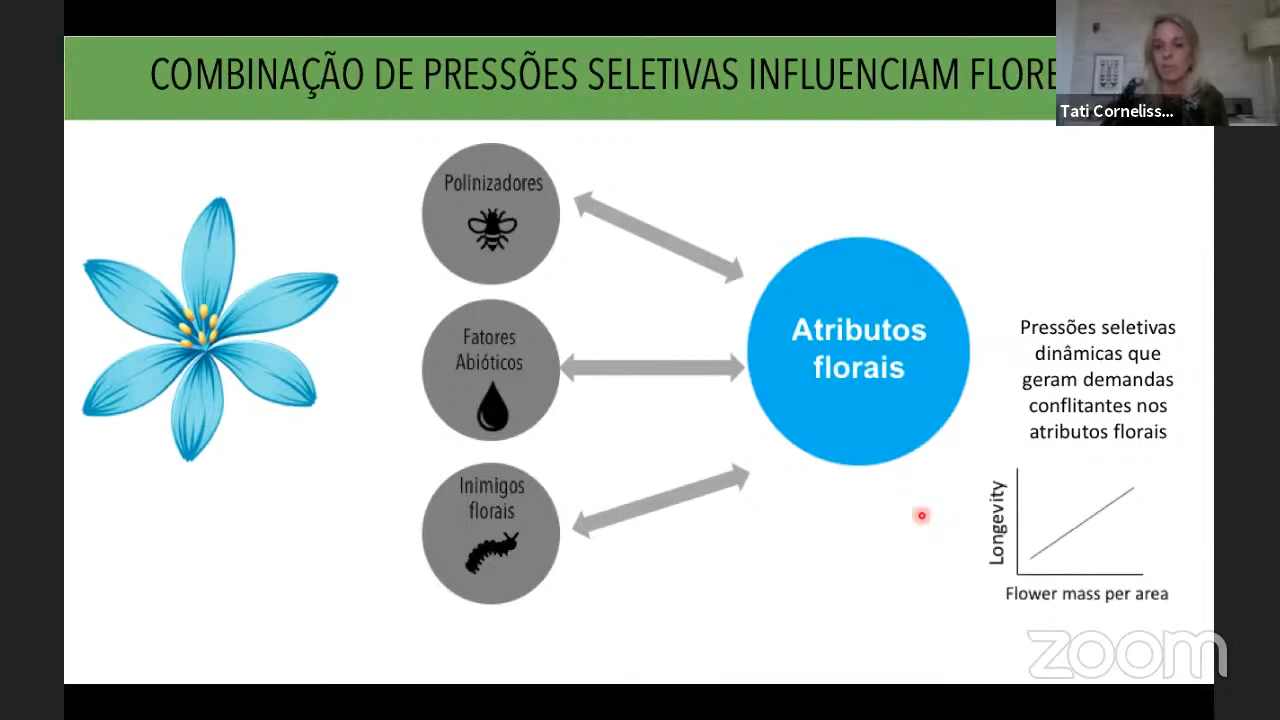 COMBINAÇÃO DE PRESSÕES SELETIVAS INFLUENCIAM FLORE
Tati Corneliss...
Polinizadores
Fatores
Abióticos
Inimigos
florais
Atributos
florais
Pressões seletivas
dinâmicas que
geram demandas
conflitantes nos
atributos florais
Longevity
Flower mass per area
zoom